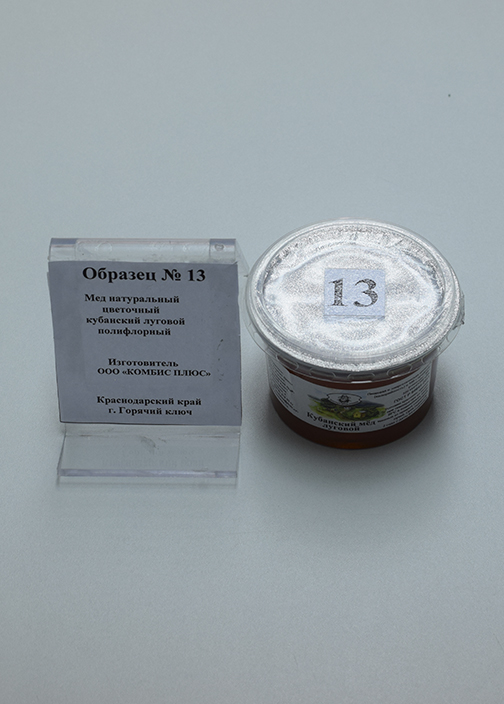 Образец № 13
Мед натуральный
цветочный
кубанский луговой
полифлорный
Изготовитель
ООО «КОМБИС ПЛЮС»
Краснодарский край
г. Горячий ключ
13
Кубанский мёд
луговой